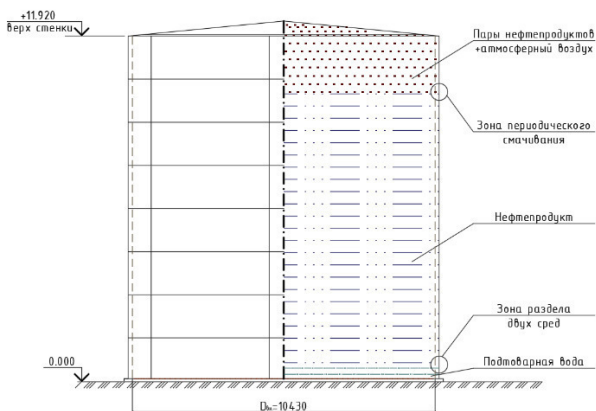 +11.920
верх стенки
Пары нефтепродуктов
+атмосферный воздух
Зона периодического
смачивания
Нефтепродукт
Зона раздела
двух сред
0.000
Подтоварная вода
=10430